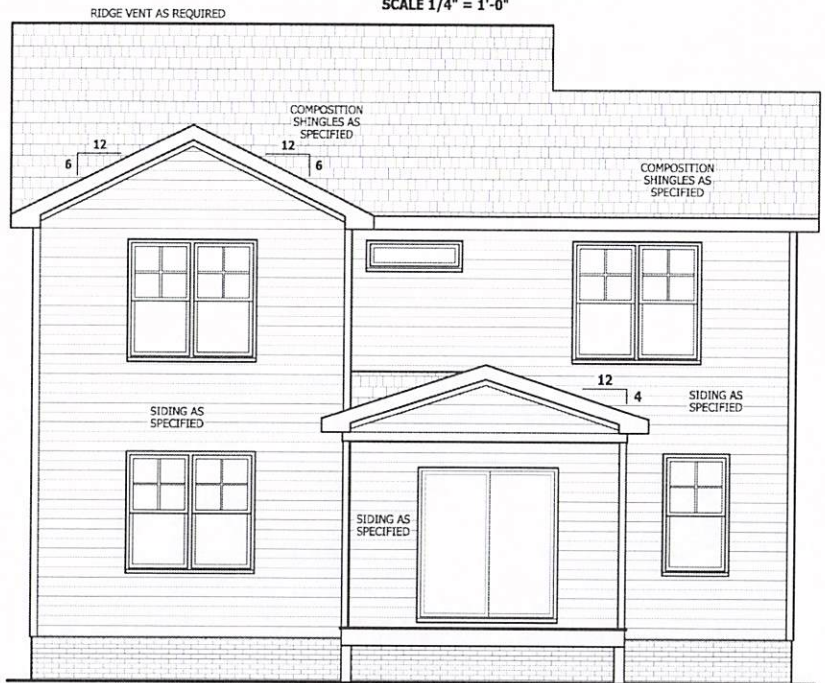 SCALE 1/4" = 1'-0"
RIDGE VENT AS REQUIRED
COMPOSITION
SHINGLES AS
SPECIFIED
12
6
12
6
COMPOSITION
SHINGLES AS
SPECIFIED
12
4
SIDING AS
SPECIFIED
SIDING AS
SPECIFIED
SIDING AS
SPECIFIED